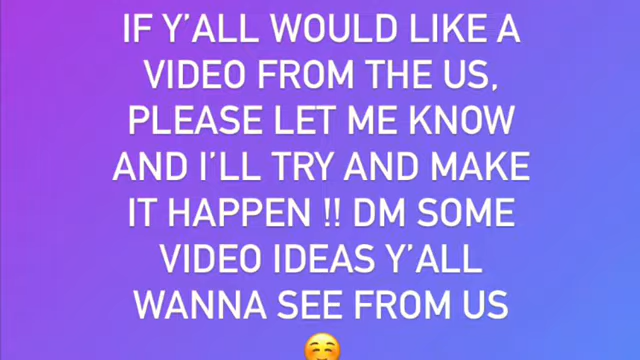 IF Y’ALL WOULD LIKE A
VIDEO FROM THE US,
PLEASE LET ME KNOW
AND I’LL TRY AND MAKE
IT HAPPEN !! DM SOME
VIDEO IDEAS Y’ALL
WANNA SEE FROM US
☺️